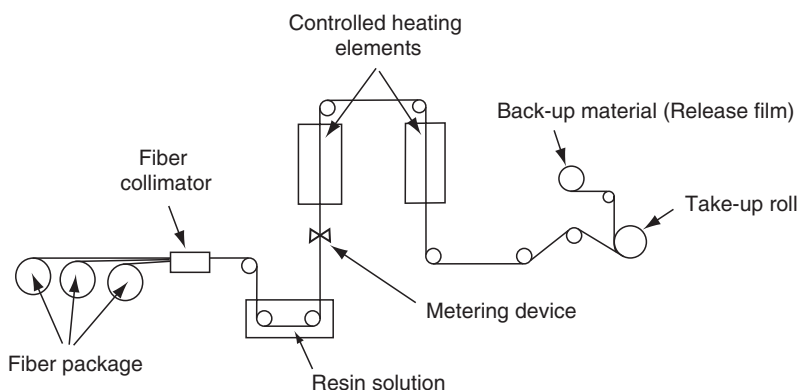 Controlled heating
elements
Back-up material (Release film)
Fiber
collimator
Take-up roll
Metering device
Fiber package
Resin solution